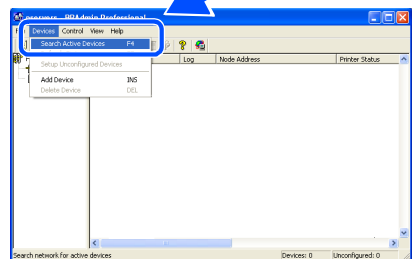 BRAdmin Professional
Devices Control View Help
Search Active Devices F4
Setup Unconfigured Devices
Add Device INS
Delete Device DEL
Log Node Address Printer Status
Search network for active devices Devices: 0 Unconfigured: 0